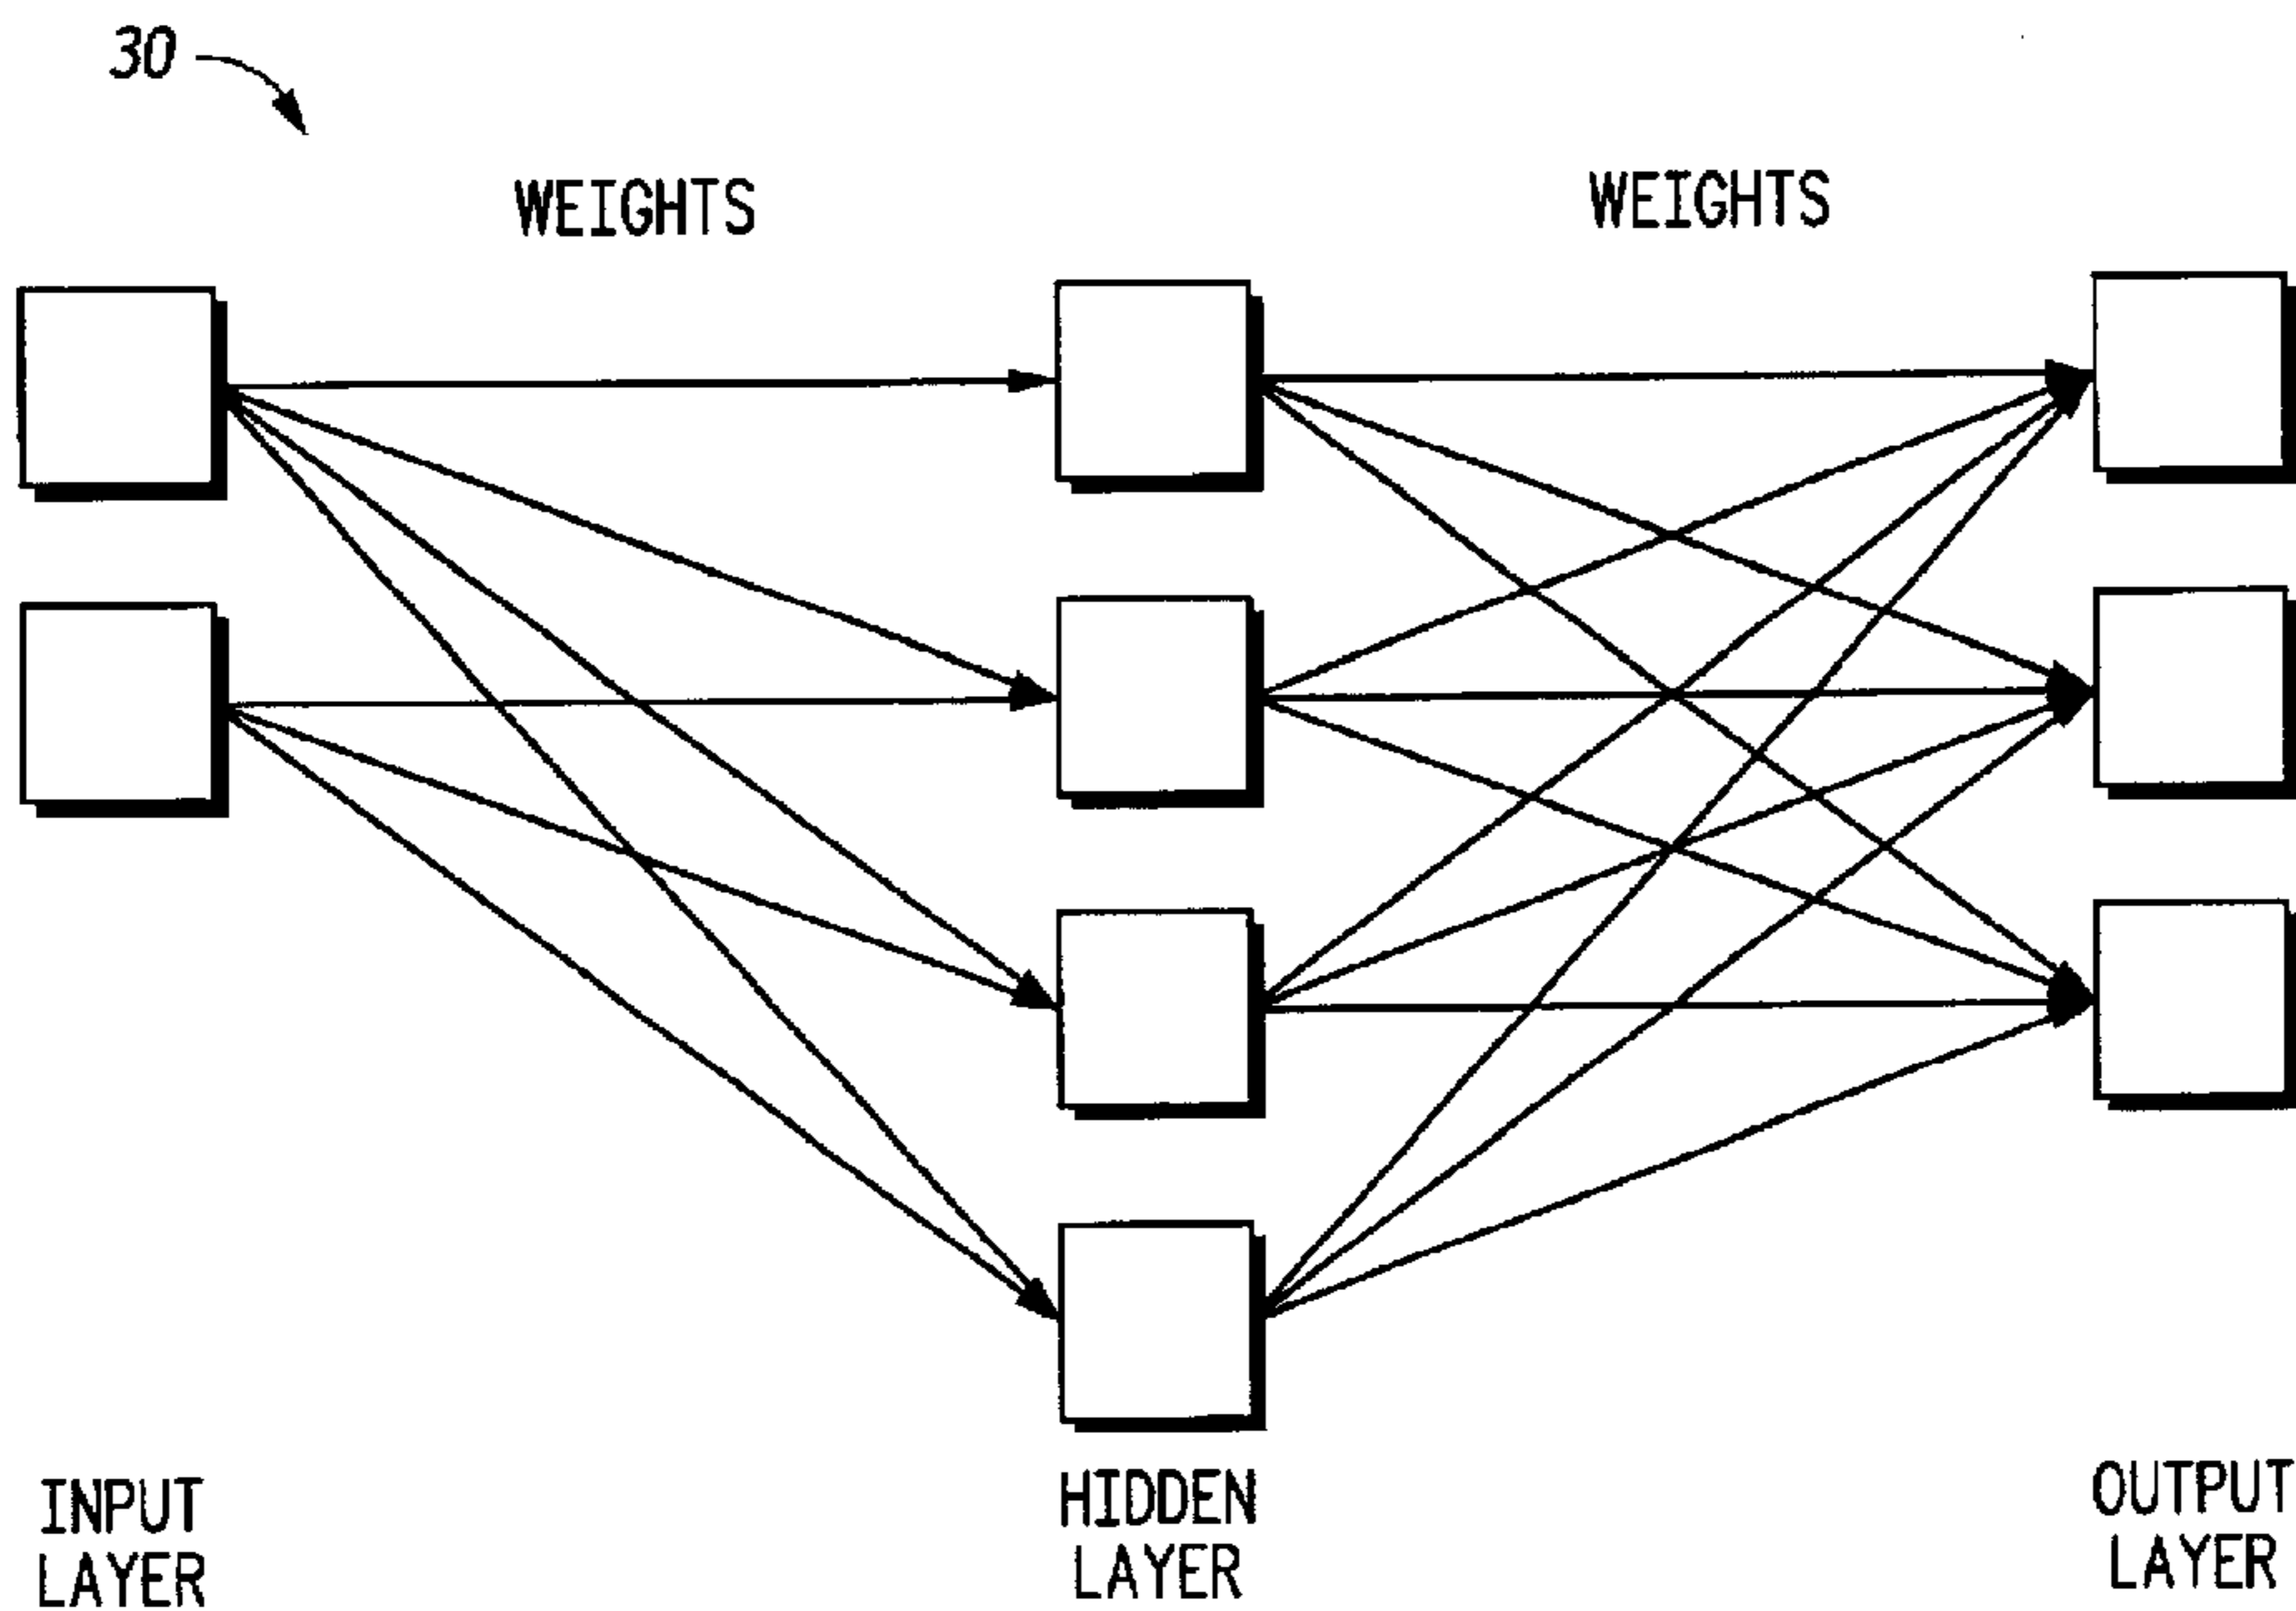 30
WEIGHTS
WEIGHTS
INPUT
LAYER
HIDDEN
LAYER
OUTPUT
LAYER